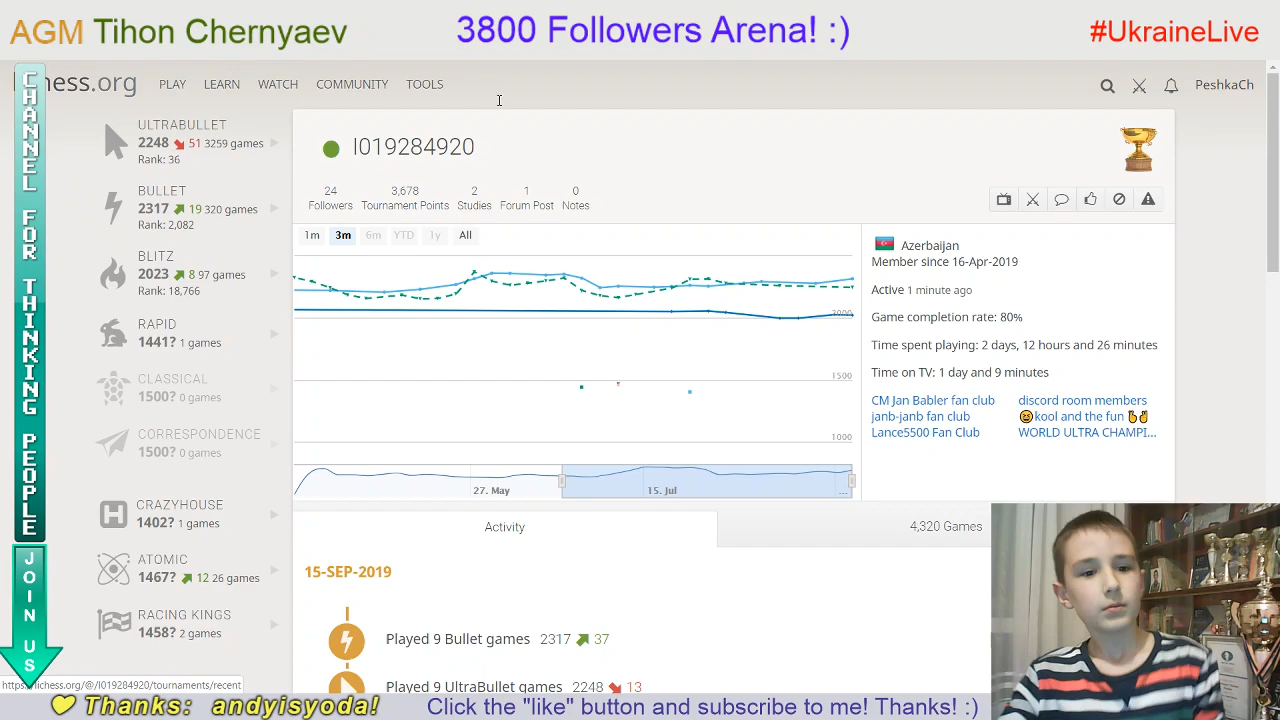 AGM Tihon Chernyaev
3800 Followers Arena! :)
#UkraineLive
CHANNEL FOR THINKING PEOPLE
JOIN US
hess.org
PLAY LEARN WATCH COMMUNITY TOOLS
PeshkaCh
ULTRABULLET
2248 51 3259 games
Rank: 36
BULLET
2317 19 320 games
Rank: 2,082
BLITZ
2023 8 97 games
Rank: 18,766
RAPID
1441? 1 games
CLASSICAL
1500? 0 games
CORRESPONDENCE
1500? 0 games
CRAZYHOUSE
1402? 1 games
ATOMIC
1467? 12 26 games
RACING KINGS
1458? 2 games
l019284920
24 3,678 2 1 0
Followers Tournament Points Studies Forum Post Notes
1m 3m 6m YTD 1y All
2000
1500
1000
27. May 15. Jul ...
Azerbaijan
Member since 16-Apr-2019
Active 1 minute ago
Game completion rate: 80%
Time spent playing: 2 days, 12 hours and 26 minutes
Time on TV: 1 day and 9 minutes
CM Jan Babler fan club discord room members
janb-janb fan club 😆kool and the fun
Lance5500 Fan Club WORLD ULTRA CHAMPI...
Activity 4,320 Games
15-SEP-2019
Played 9 Bullet games 2317 37
Played 9 UltraBullet games 2248 13
https://lichess.org/@/l019284920/tournaments/recent
Thanks: andyisyoda!
Click the "like" button and subscribe to me! Thanks! :)